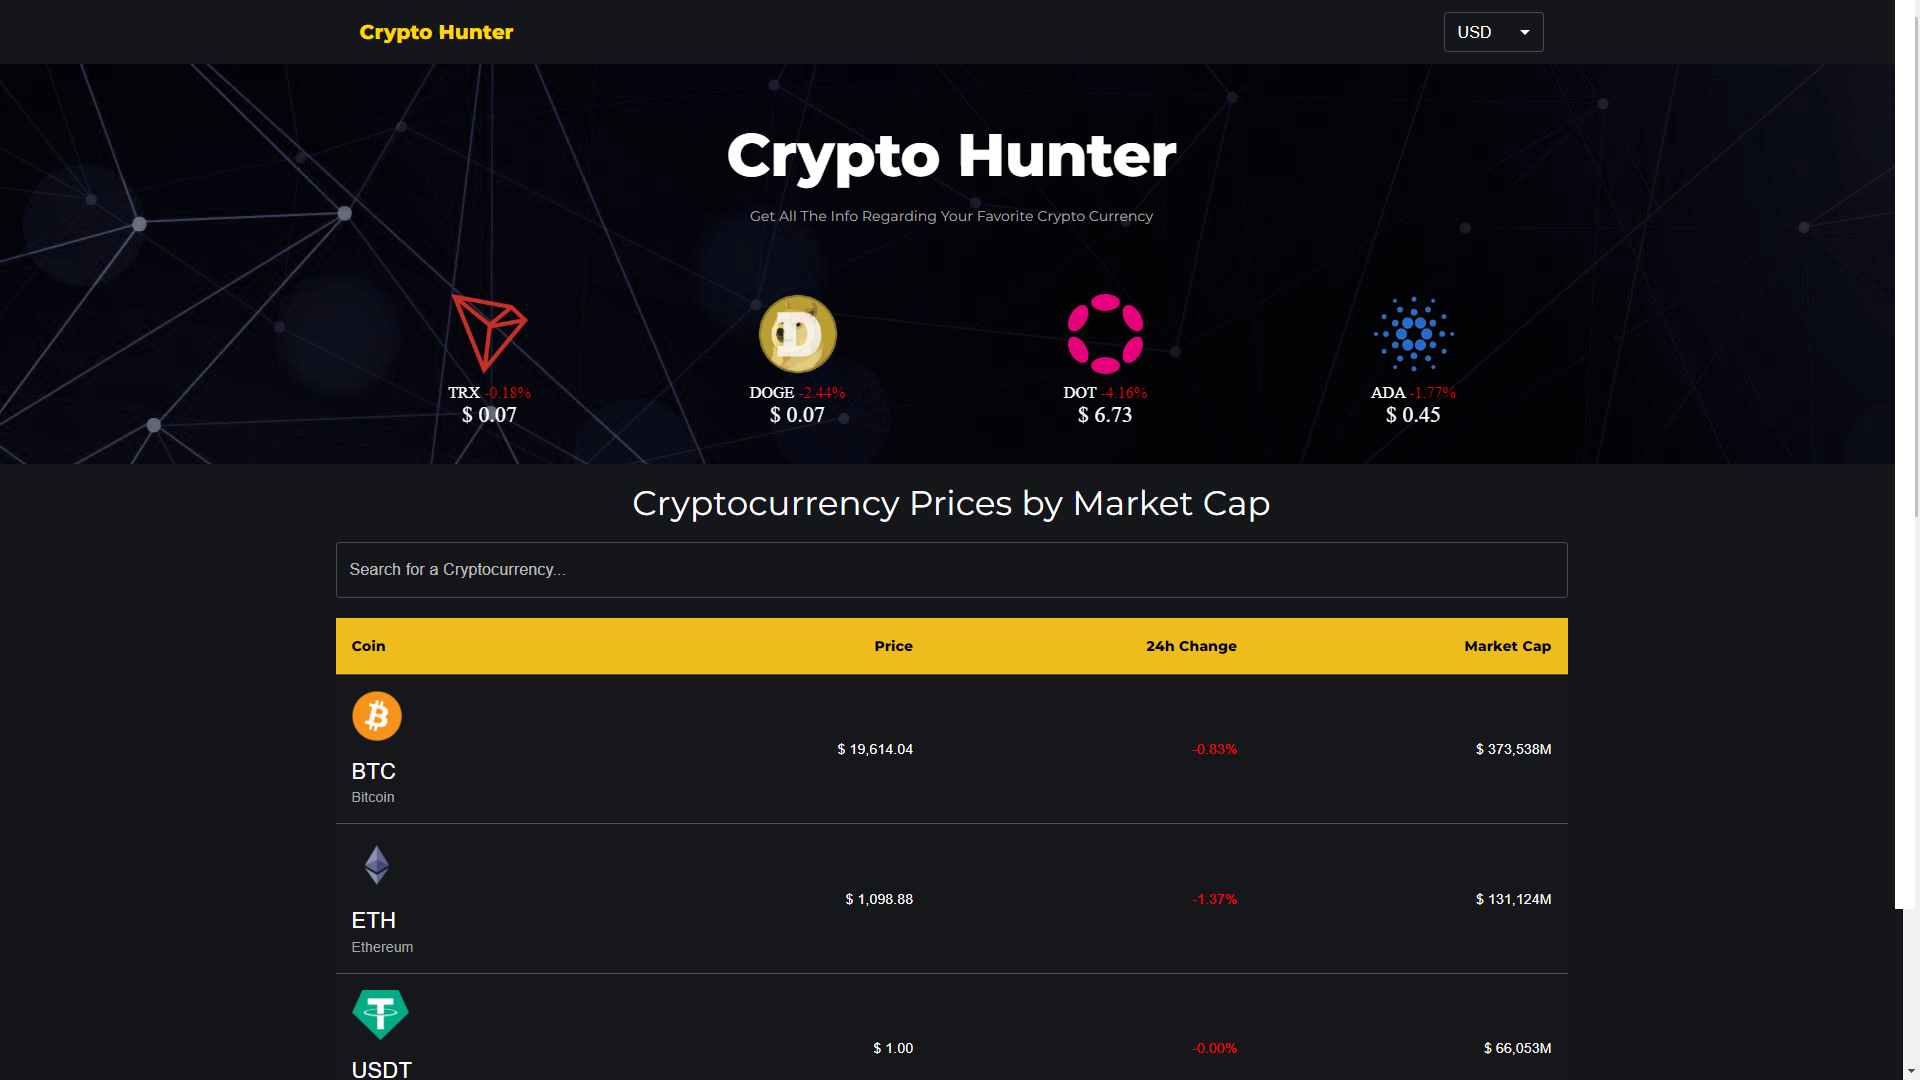 Crypto Hunter
USD
Crypto Hunter
Get All The Info Regarding Your Favorite Crypto Currency
TRX -0.18%
$ 0.07
DOGE -2.44%
$ 0.07
DOT -4.16%
$ 6.73
ADA -1.77%
$ 0.45
Cryptocurrency Prices by Market Cap
Search for a Cryptocurrency...
Coin Price 24h Change Market Cap
BTC
Bitcoin
$ 19,614.04 -0.83% $ 373,538M
ETH
Ethereum
$ 1,098.88 -1.37% $ 131,124M
USDT
$ 1.00 -0.00% $ 66,053M